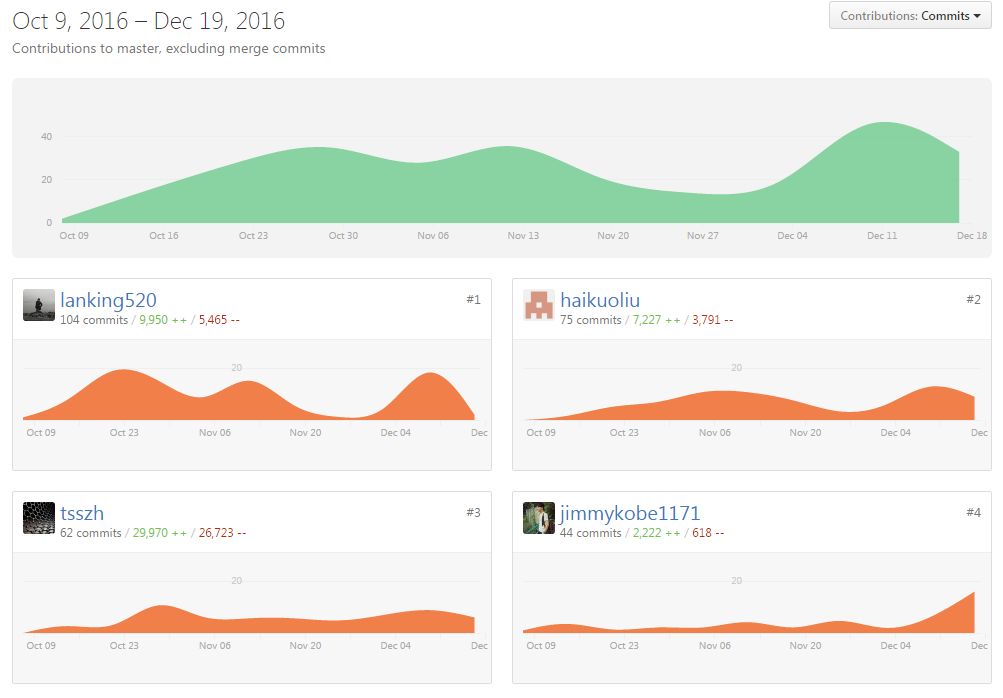 Oct 9, 2016 – Dec 19, 2016
Contributions: Commits
Contributions to master, excluding merge commits
40
20
0
Oct 09 Oct 16 Oct 23 Oct 30 Nov 06 Nov 13 Nov 20 Nov 27 Dec 04 Dec 11 Dec 18
lanking520 #1
104 commits / 9,950 ++ / 5,465 --
20
Oct 09 Oct 23 Nov 06 Nov 20 Dec 04 Dec
haikuoliu #2
75 commits / 7,227 ++ / 3,791 --
20
Oct 09 Oct 23 Nov 06 Nov 20 Dec 04 Dec
tsszh #3
62 commits / 29,970 ++ / 26,723 --
20
Oct 09 Oct 23 Nov 06 Nov 20 Dec 04 Dec
jimmykobe1171 #4
44 commits / 2,222 ++ / 618 --
20
Oct 09 Oct 23 Nov 06 Nov 20 Dec 04 Dec